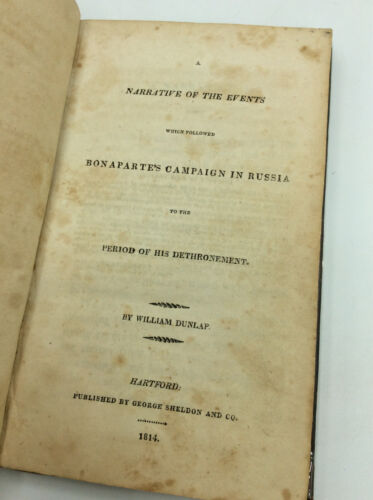 A
NARRATIVE OF THE EVENTS
WHICH FOLLOWED
BONAPARTE'S CAMPAIGN IN RUSSIA
TO THE
PERIOD OF HIS DETHRONEMENT.
BY WILLIAM DUNLAP.
HARTFORD:
PUBLISHED BY GEORGE SHELDON AND CO.
1814.